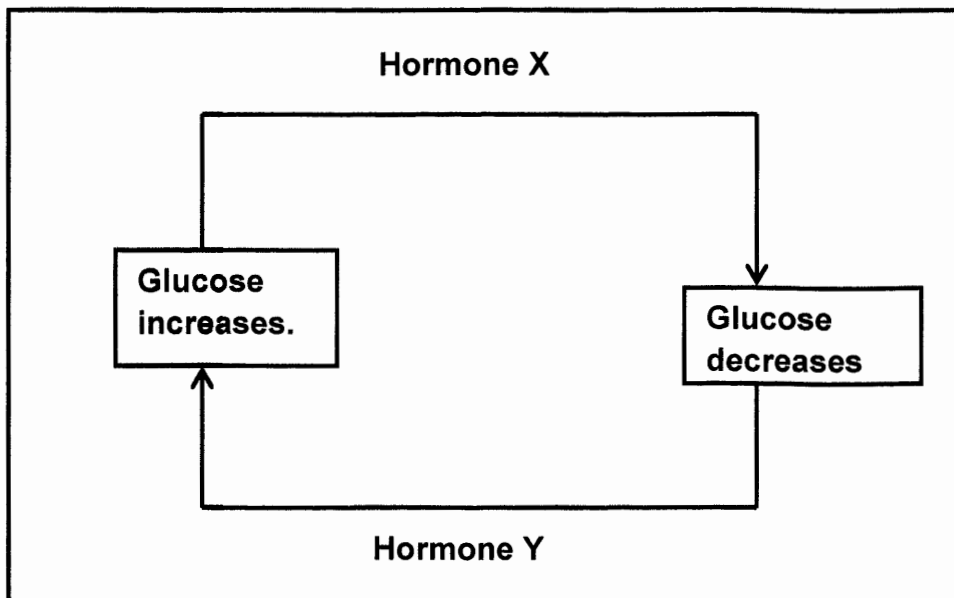 Hormone X
Glucose
increases.
Glucose
decreases
Hormone Y